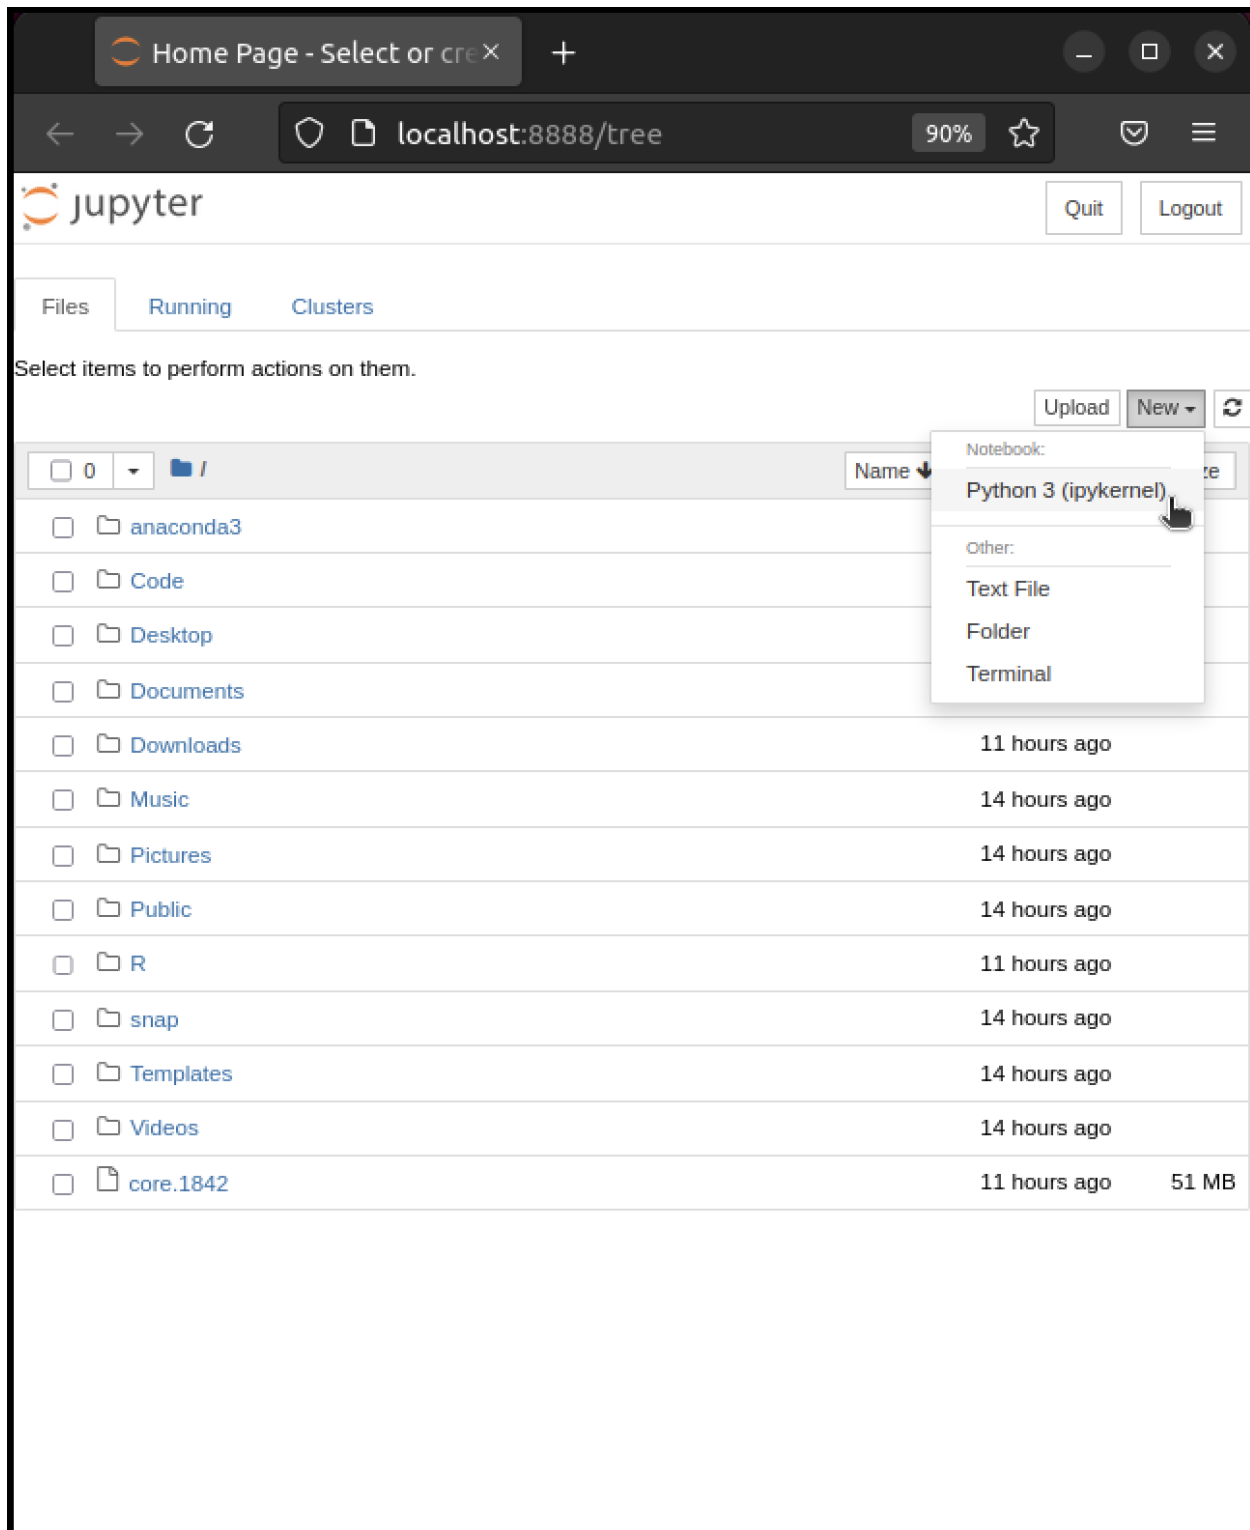 Home Page - Select or cre
localhost:8888/tree 90%
jupyter Quit Logout
Files Running Clusters
Select items to perform actions on them.
Upload New
0 / Name ze
Notebook:
Python 3 (ipykernel)
Other:
Text File
Folder
Terminal
anaconda3
Code
Desktop
Documents
Downloads 11 hours ago
Music 14 hours ago
Pictures 14 hours ago
Public 14 hours ago
R 11 hours ago
snap 14 hours ago
Templates 14 hours ago
Videos 14 hours ago
core.1842 11 hours ago 51 MB